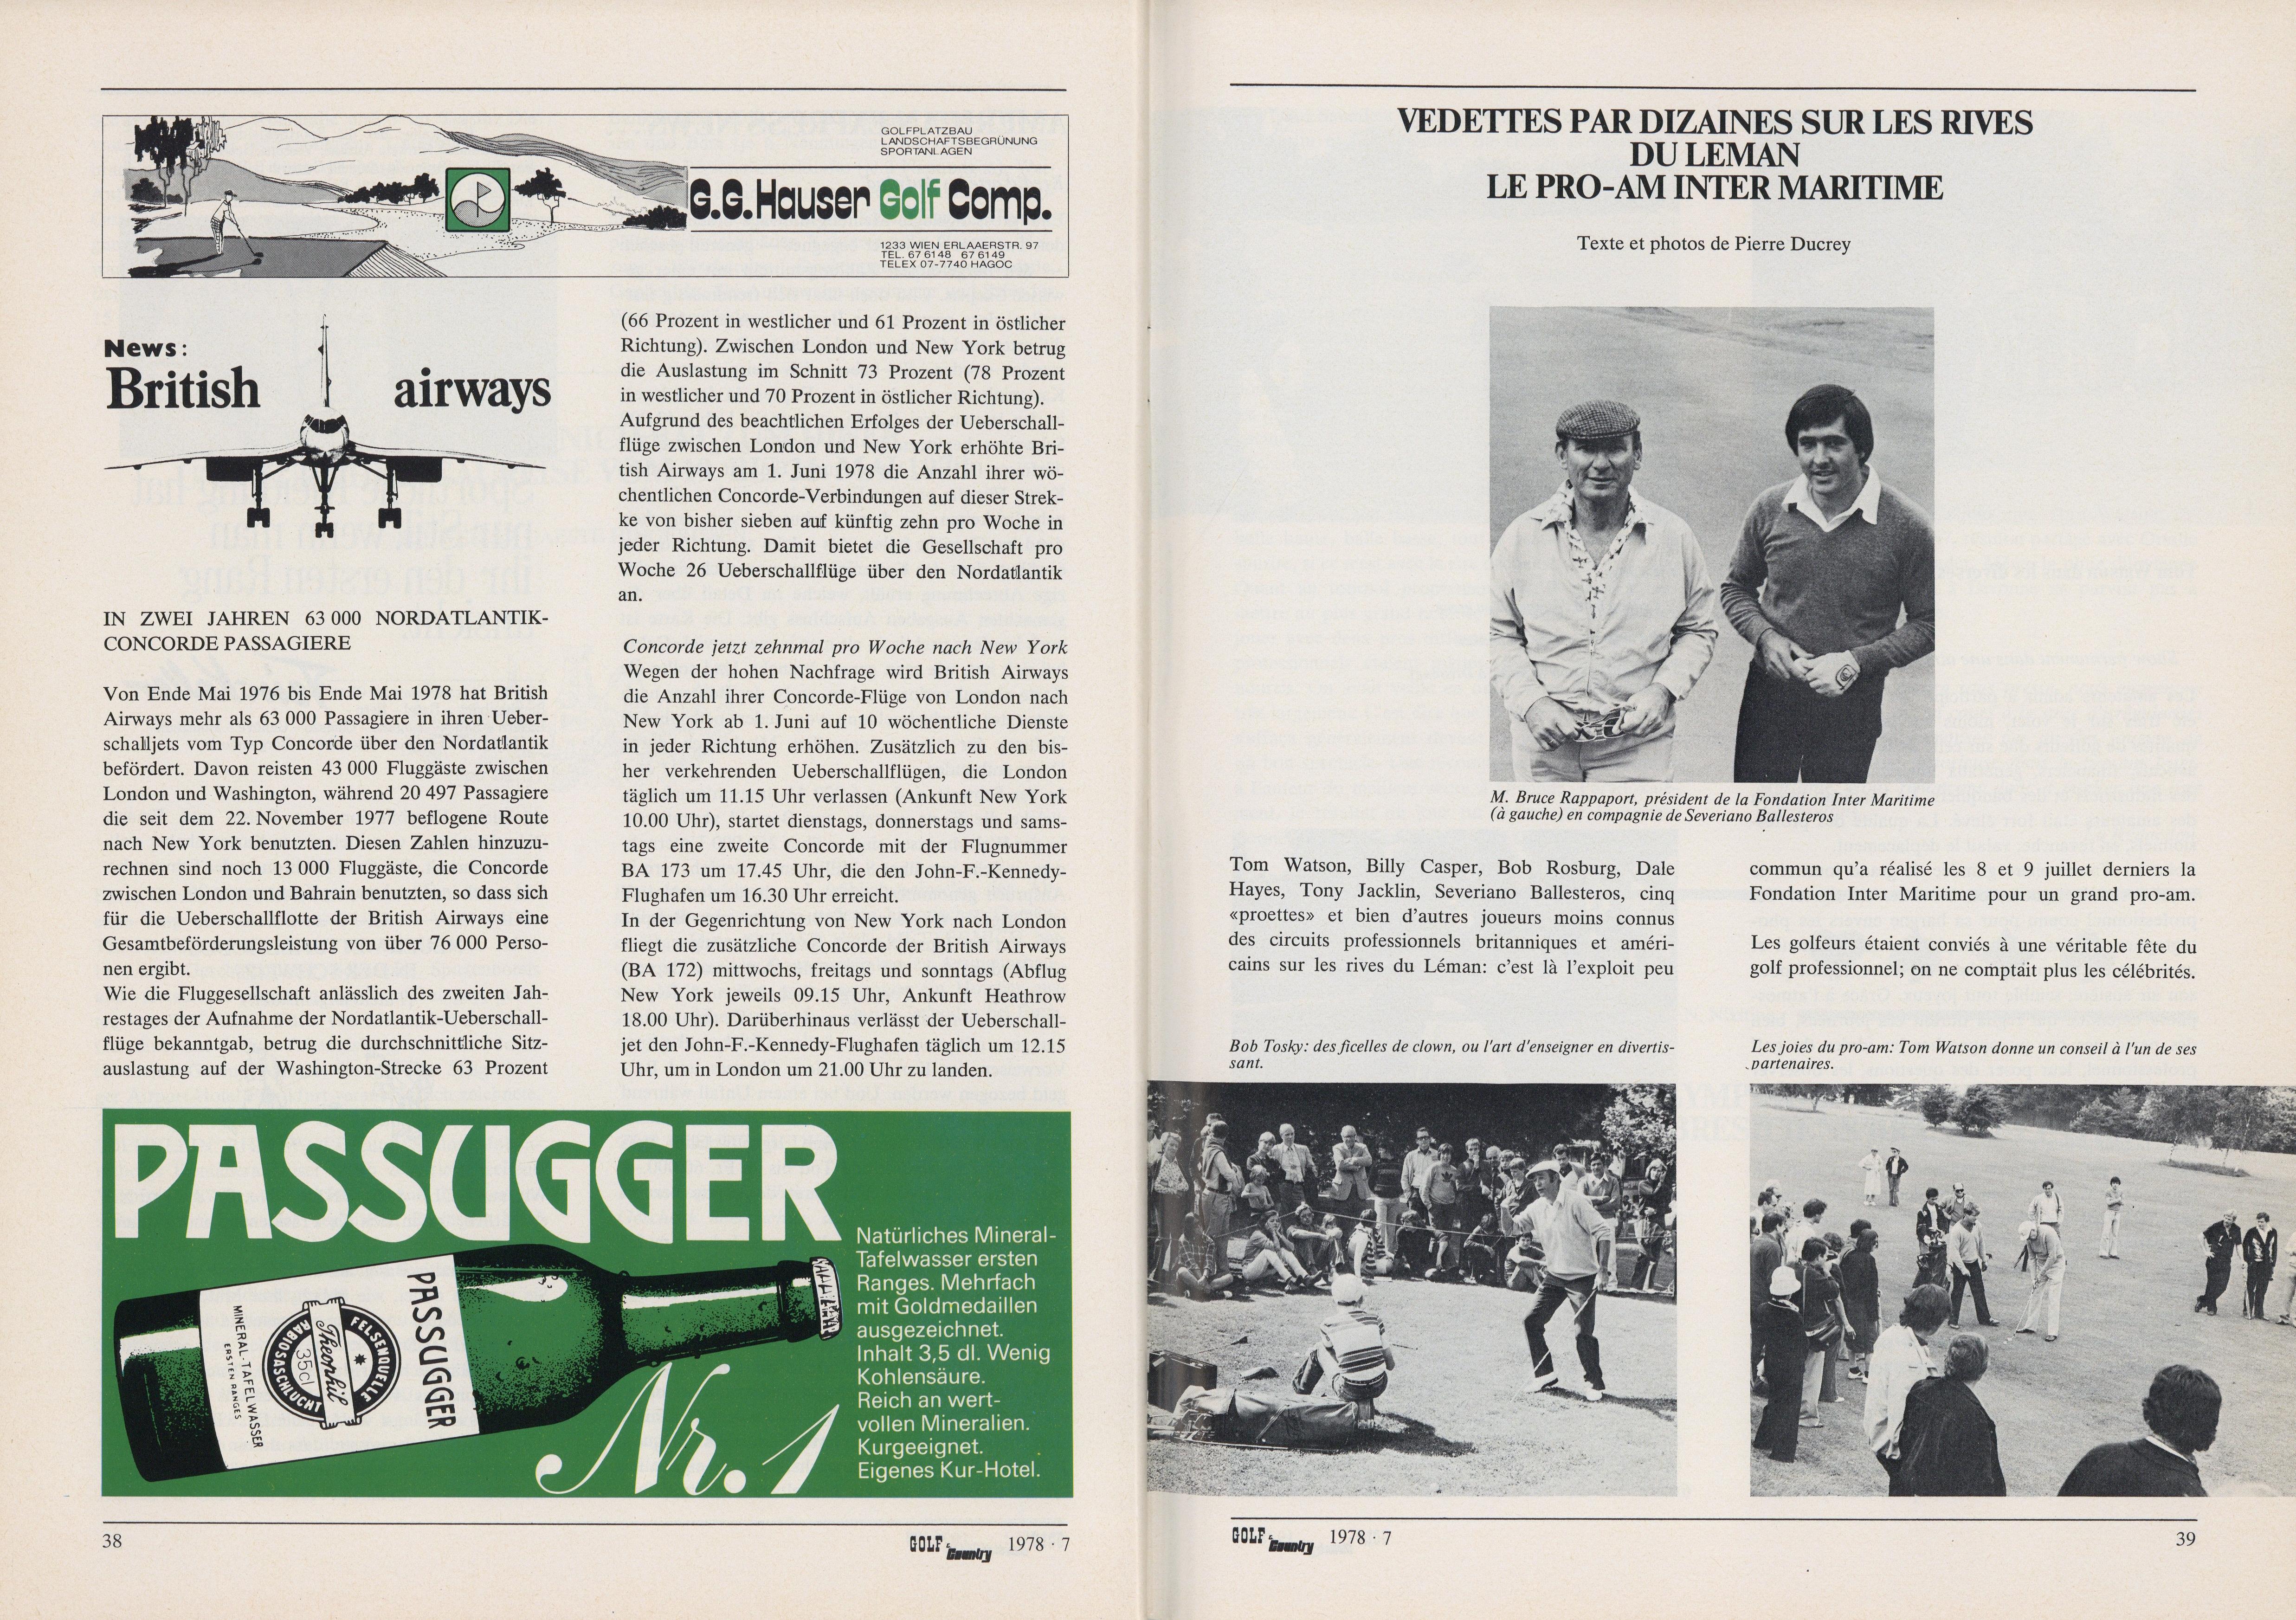 GOLFPLATZBAU
LANDSCHAFTSBEGRÜNUNG
SPORTANLAGEN
G.G. Hauser Golf Comp.
1233 WIEN ERLAAERSTR. 97
TEL. 67 6148 67 6149
TELEX 07-7740 HAGOC
News:
British airways
IN ZWEI JAHREN 63 000 NORDATLANTIK-
CONCORDE PASSAGIERE
Von Ende Mai 1976 bis Ende Mai 1978 hat British
Airways mehr als 63 000 Passagiere in ihren Ueber-
schalljets vom Typ Concorde über den Nordatlantik
befördert. Davon reisten 43 000 Fluggäste zwischen
London und Washington, während 20 497 Passagiere
die seit dem 22. November 1977 beflogene Route
nach New York benutzten. Diesen Zahlen hinzuzu-
rechnen sind noch 13 000 Fluggäste, die Concorde
zwischen London und Bahrain benutzten, so dass sich
für die Ueberschallflotte der British Airways eine
Gesamtbeförderungsleistung von über 76 000 Perso-
nen ergibt.
Wie die Fluggesellschaft anlässlich des zweiten Jah-
restages der Aufnahme der Nordatlantik-Ueberschall-
flüge bekanntgab, betrug die durchschnittliche Sitz-
auslastung auf der Washington-Strecke 63 Prozent
(66 Prozent in westlicher und 61 Prozent in östlicher
Richtung). Zwischen London und New York betrug
die Auslastung im Schnitt 73 Prozent (78 Prozent
in westlicher und 70 Prozent in östlicher Richtung).
Aufgrund des beachtlichen Erfolges der Ueberschall-
flüge zwischen London und New York erhöhte Bri-
tish Airways am 1. Juni 1978 die Anzahl ihrer wö-
chentlichen Concorde-Verbindungen auf dieser Strek-
ke von bisher sieben auf künftig zehn pro Woche in
jeder Richtung. Damit bietet die Gesellschaft pro
Woche 26 Ueberschallflüge über den Nordatlantik
an.
Concorde jetzt zehnmal pro Woche nach New York
Wegen der hohen Nachfrage wird British Airways
die Anzahl ihrer Concorde-Flüge von London nach
New York ab 1. Juni auf 10 wöchentliche Dienste
in jeder Richtung erhöhen. Zusätzlich zu den bis-
her verkehrenden Ueberschallflügen, die London
täglich um 11.15 Uhr verlassen (Ankunft New York
10.00 Uhr), startet dienstags, donnerstags und sams-
tags eine zweite Concorde mit der Flugnummer
BA 173 um 17.45 Uhr, die den John-F.-Kennedy-
Flughafen um 16.30 Uhr erreicht.
In der Gegenrichtung von New York nach London
fliegt die zusätzliche Concorde der British Airways
(BA 172) mittwochs, freitags und sonntags (Abflug
New York jeweils 09.15 Uhr, Ankunft Heathrow
18.00 Uhr). Darüberhinaus verlässt der Ueberschall-
jet den John-F.-Kennedy-Flughafen täglich um 12.15
Uhr, um in London um 21.00 Uhr zu landen.
PASSUGGER
Natürliches Mineral-
Tafelwasser ersten
Ranges. Mehrfach
mit Goldmedaillen
ausgezeichnet.
Inhalt 3,5 dl. Wenig
Kohlensäure.
Reich an wert-
vollen Mineralien.
Kurgeeignet.
Eigenes Kur-Hotel.
PASSUGGER
FELSENQUELLE
Theophil
35cl
RABIOSASCHLUCHT
MINERAL-TAFELWASSER
ERSTEN RANGES
Nr. 1
38
GOLF & Country 1978 · 7
VEDETTES PAR DIZAINES SUR LES RIVES
DU LEMAN
LE PRO-AM INTER MARITIME
Texte et photos de Pierre Ducrey
M. Bruce Rappaport, président de la Fondation Inter Maritime
(à gauche) en compagnie de Severiano Ballesteros
Tom Watson, Billy Casper, Bob Rosburg, Dale
Hayes, Tony Jacklin, Severiano Ballesteros, cinq
«proettes» et bien d'autres joueurs moins connus
des circuits professionnels britanniques et améri-
cains sur les rives du Léman: c'est là l'exploit peu
commun qu'a réalisé les 8 et 9 juillet derniers la
Fondation Inter Maritime pour un grand pro-am.
Les golfeurs étaient conviés à une véritable fête du
golf professionnel; on ne comptait plus les célébrités.
Bob Tosky: des ficelles de clown, ou l'art d'enseigner en divertis-
sant.
Les joies du pro-am: Tom Watson donne un conseil à l'un de ses
partenaires.
GOLF & Country 1978 · 7
39